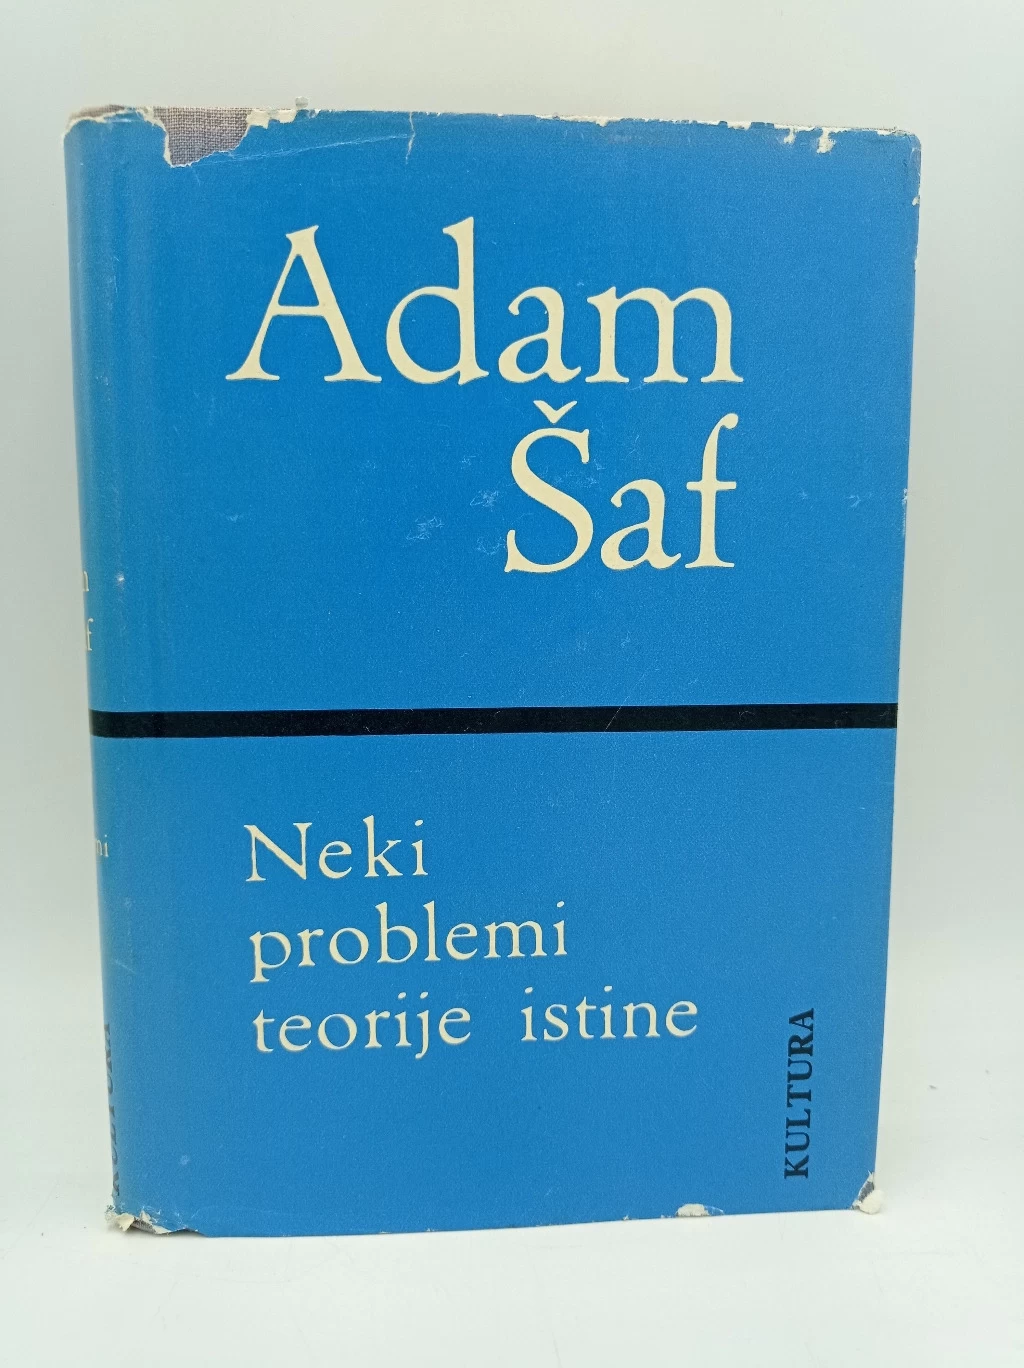 Adam
Šaf
Neki
problemi
teorije istine
KULTURA